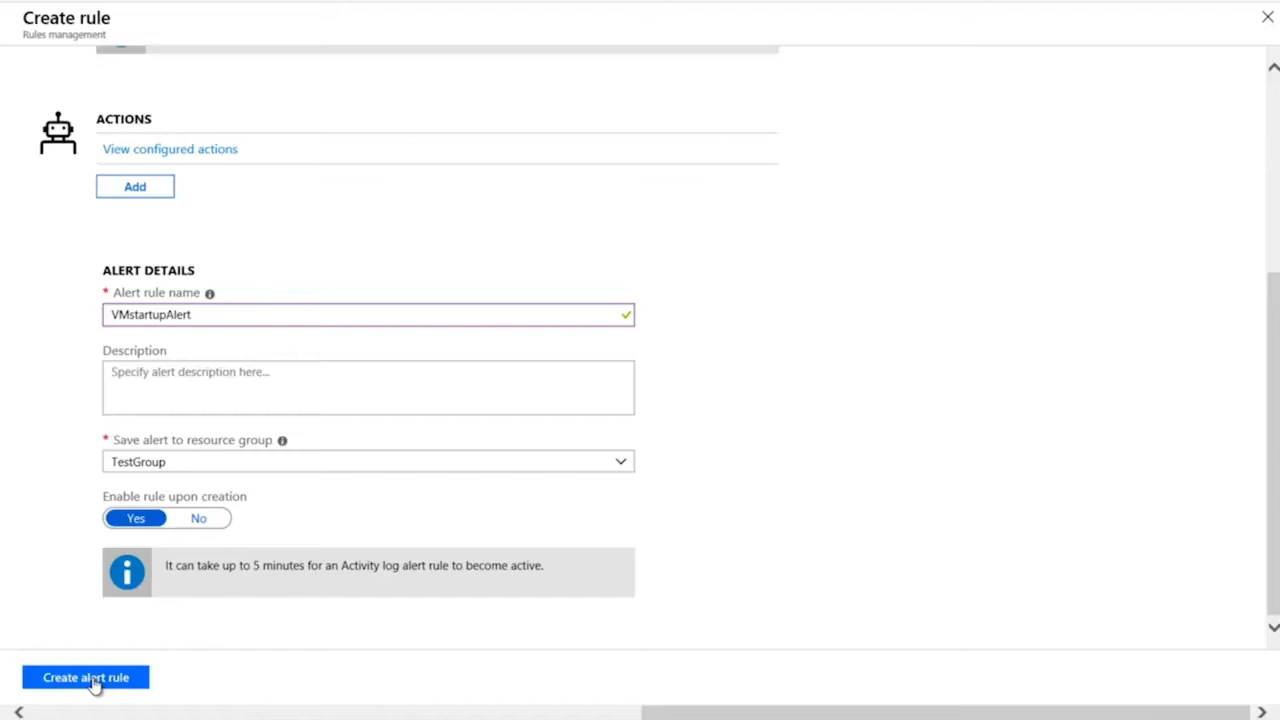 Create rule
Rules management
ACTIONS
View configured actions
Add
ALERT DETAILS
* Alert rule name
VMstartupAlert
Description
Specify alert description here...
* Save alert to resource group
TestGroup
Enable rule upon creation
Yes No
It can take up to 5 minutes for an Activity log alert rule to become active.
Create alert rule